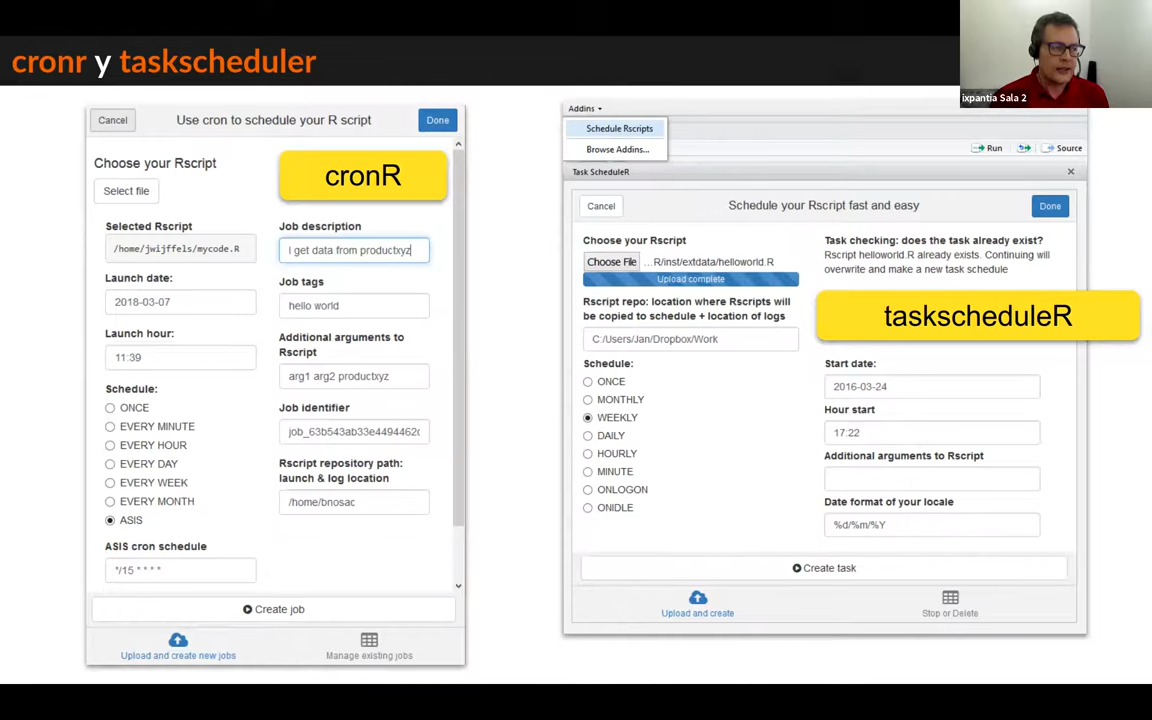 cronr y taskscheduler
ixpantia Sala 2
Cancel
Use cron to schedule your R script
Done
Choose your Rscript
Select file
cronR
Selected Rscript
/home/jwijffels/mycode.R
Launch date:
2018-03-07
Launch hour:
11:39
Schedule:
ONCE
EVERY MINUTE
EVERY HOUR
EVERY DAY
EVERY WEEK
EVERY MONTH
ASIS
ASIS cron schedule
*/15 * * * *
Job description
I get data from productxyz
Job tags
hello world
Additional arguments to
Rscript
arg1 arg2 productxyz
Job identifier
job_63b543ab33e4494462c
Rscript repository path:
launch & log location
/home/bnosac
Create job
Upload and create new jobs
Manage existing jobs
Addins
Schedule Rscripts
Browse Addins...
Run
Source
Task ScheduleR
Cancel
Schedule your Rscript fast and easy
Done
Choose your Rscript
Choose File
...R/inst/extdata/helloworld.R
Upload complete
Rscript repo: location where Rscripts will
be copied to schedule + location of logs
C:/Users/Jan/Dropbox/Work
Schedule:
ONCE
MONTHLY
WEEKLY
DAILY
HOURLY
MINUTE
ONLOGON
ONIDLE
Task checking: does the task already exist?
Rscript helloworld.R already exists. Continuing will
overwrite and make a new task schedule
taskscheduleR
Start date:
2016-03-24
Hour start
17:22
Additional arguments to Rscript
Date format of your locale
%d/%m/%Y
Create task
Upload and create
Stop or Delete